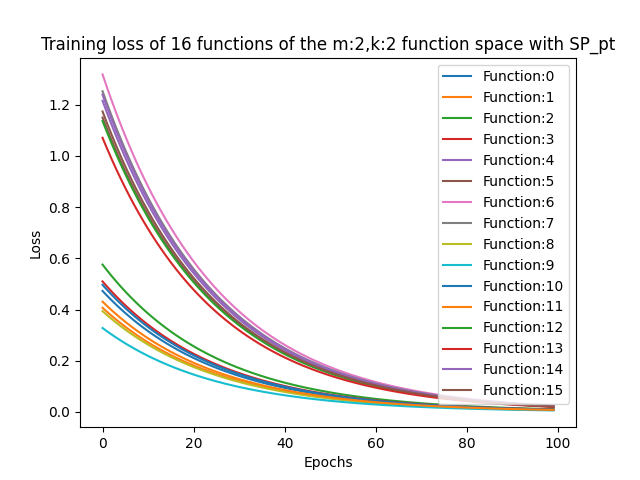 Training loss of 16 functions of the m:2,k:2 function space with SP_pt
Loss
1.2
1.0
0.8
0.6
0.4
0.2
0.0
Function:0
Function:1
Function:2
Function:3
Function:4
Function:5
Function:6
Function:7
Function:8
Function:9
Function:10
Function:11
Function:12
Function:13
Function:14
Function:15
0 20 40 60 80 100
Epochs